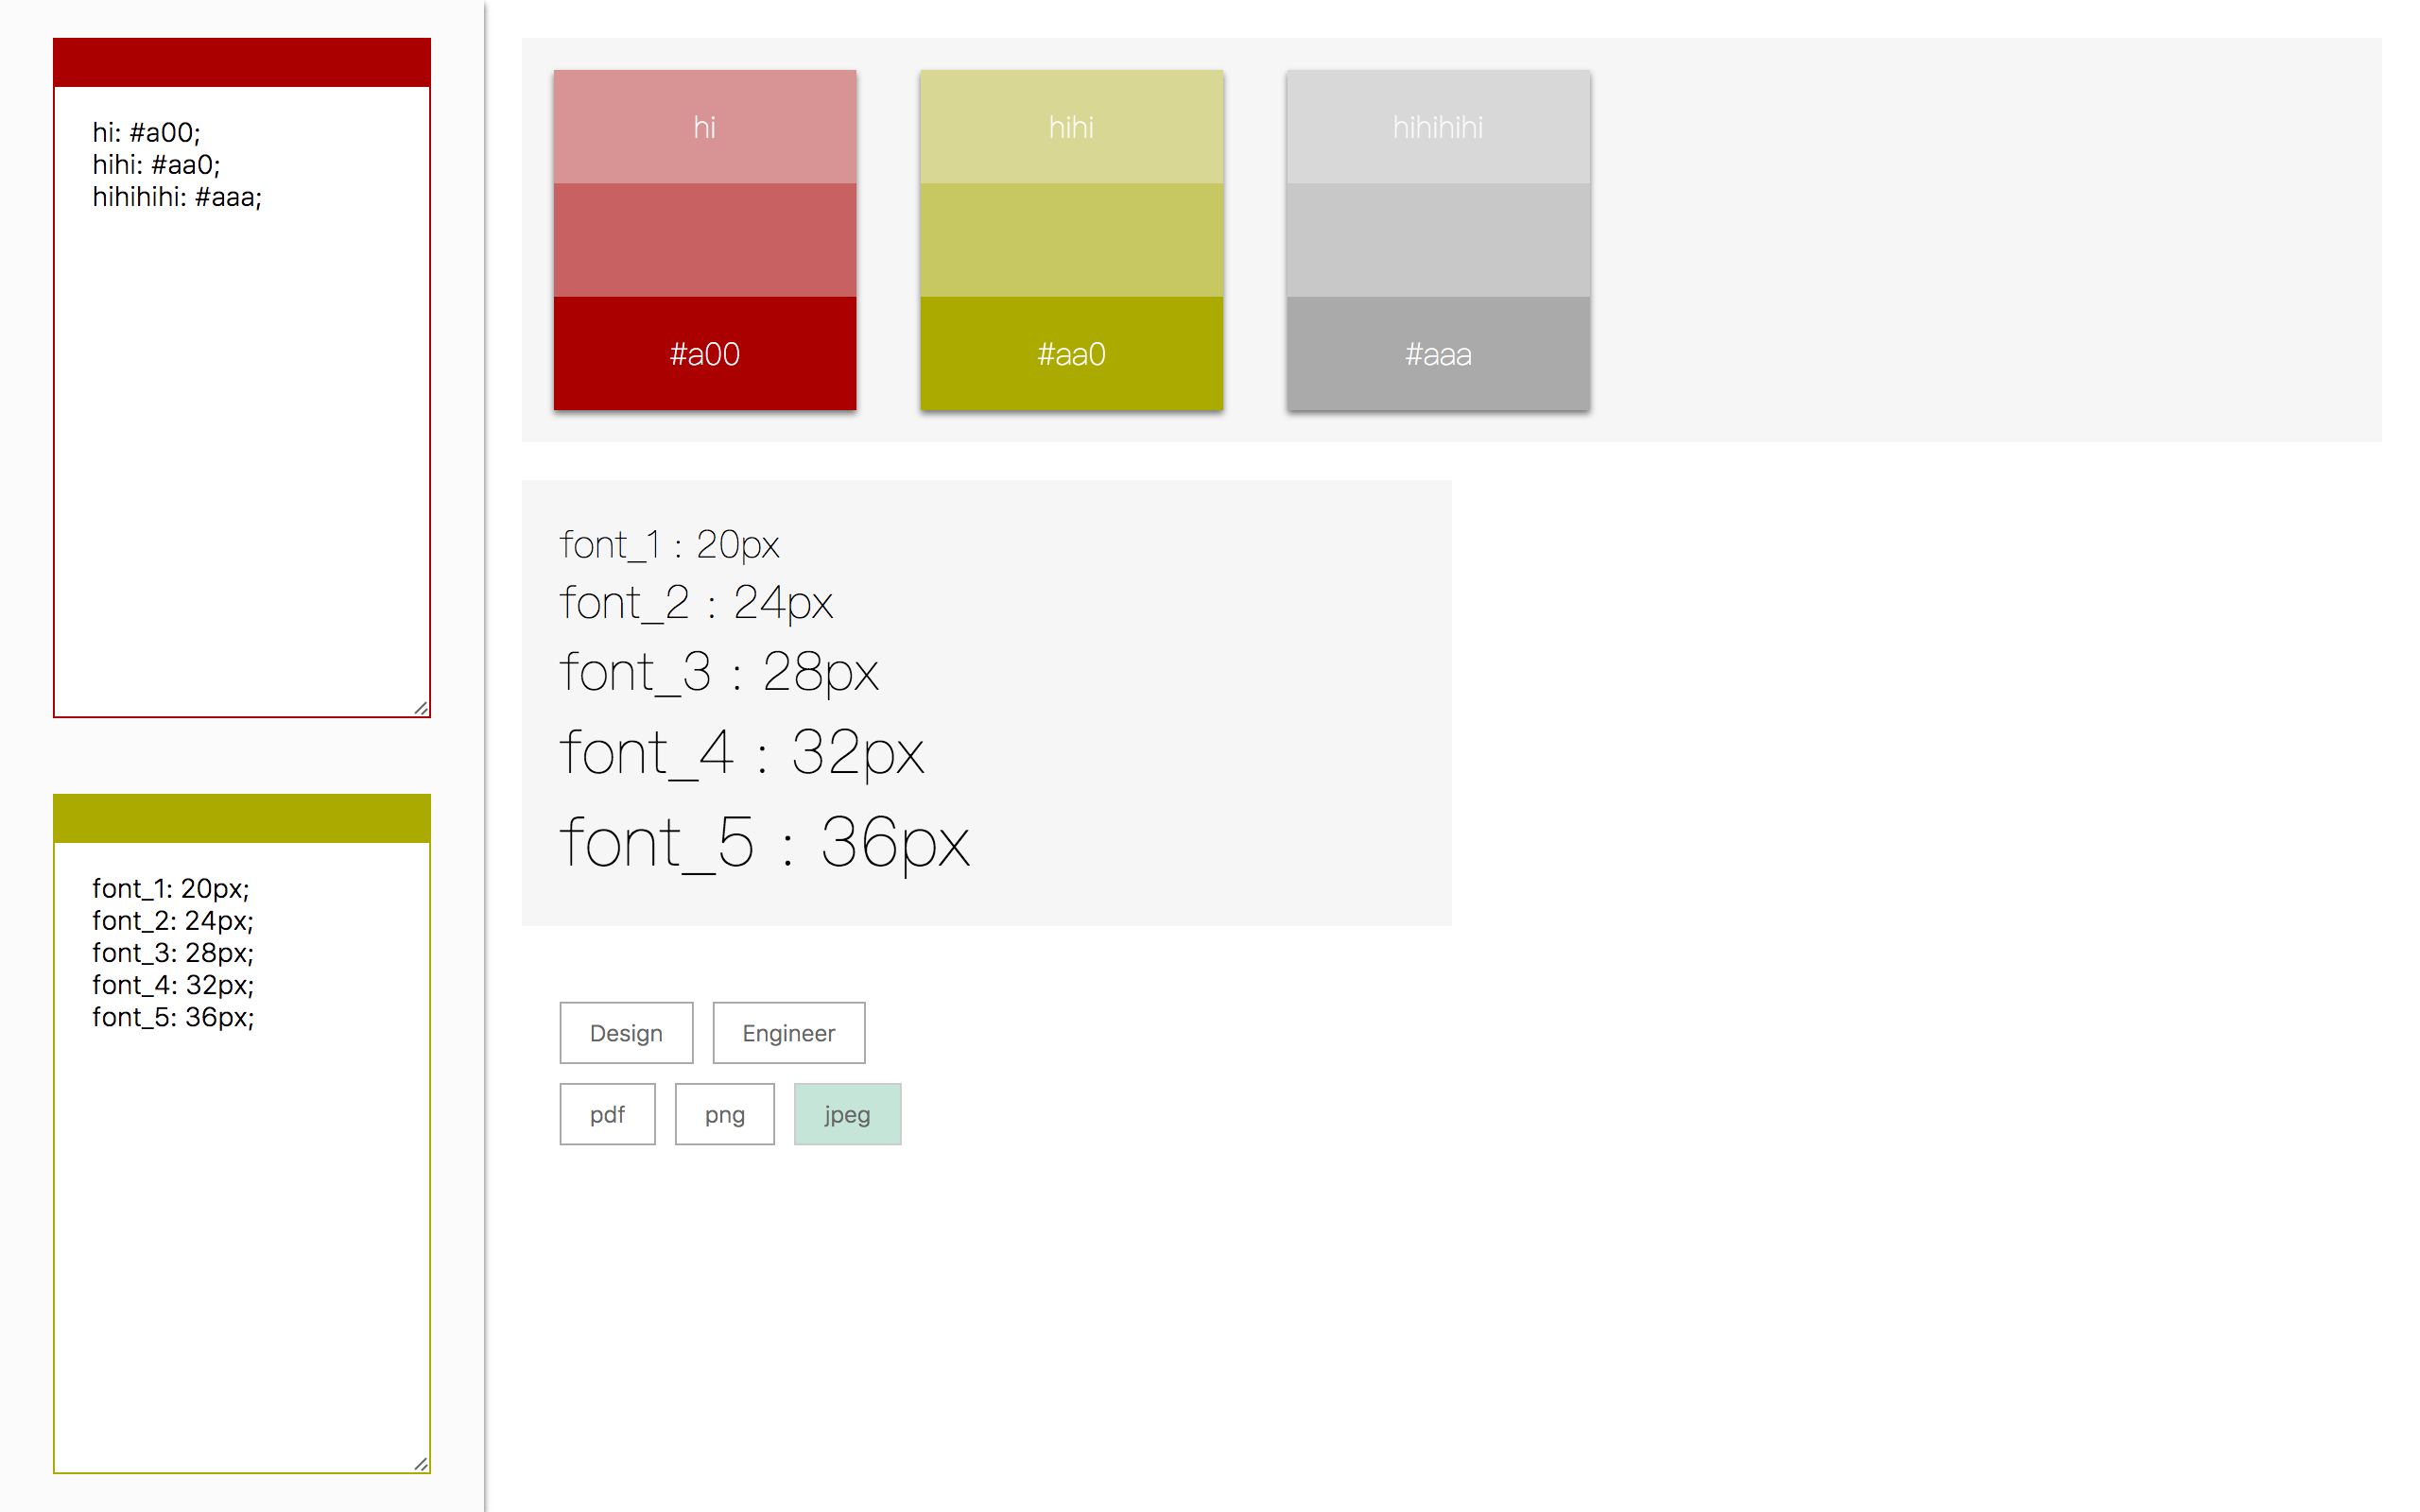 hi: #a00;
hihi: #aa0;
hihihihi: #aaa;
font_1: 20px;
font_2: 24px;
font_3: 28px;
font_4: 32px;
font_5: 36px;
hi
hihi
hihihihi
#a00
#aa0
#aaa
font_1 : 20px
font_2 : 24px
font_3 : 28px
font_4 : 32px
font_5 : 36px
Design
Engineer
pdf
png
jpeg